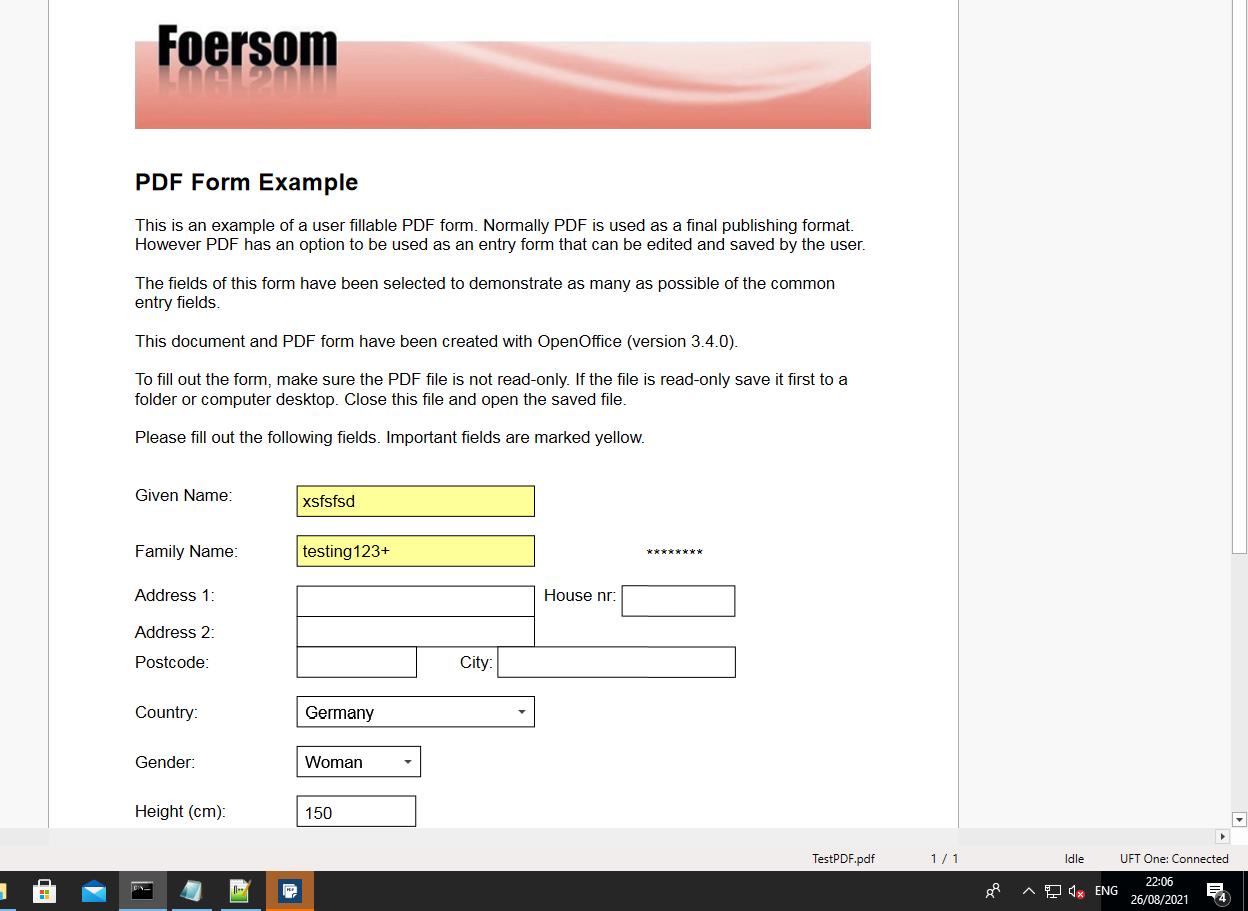 Foersom
PDF Form Example
This is an example of a user fillable PDF form. Normally PDF is used as a final publishing format.
However PDF has an option to be used as an entry form that can be edited and saved by the user.
The fields of this form have been selected to demonstrate as many as possible of the common
entry fields.
This document and PDF form have been created with OpenOffice (version 3.4.0).
To fill out the form, make sure the PDF file is not read-only. If the file is read-only save it first to a
folder or computer desktop. Close this file and open the saved file.
Please fill out the following fields. Important fields are marked yellow.
Given Name: xsfsfsd
Family Name: testing123+ ********
Address 1: House nr:
Address 2:
Postcode: City:
Country: Germany
Gender: Woman
Height (cm): 150
TestPDF.pdf 1 / 1 Idle UFT One: Connected
ENG 22:06
26/08/2021 4